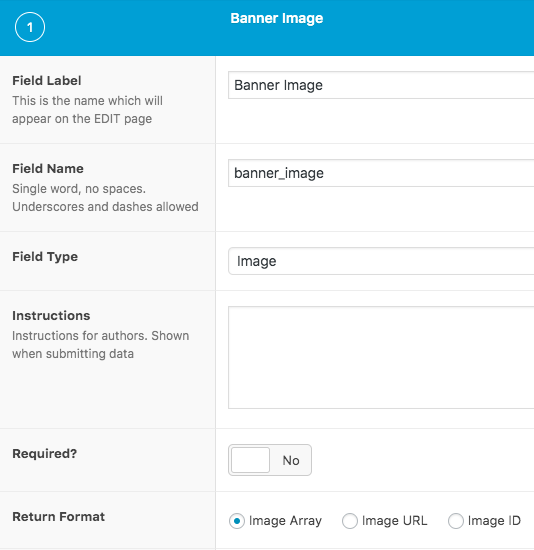 1
Banner Image
Field Label
This is the name which will
appear on the EDIT page
Banner Image
Field Name
Single word, no spaces.
Underscores and dashes allowed
banner_image
Field Type
Image
Instructions
Instructions for authors. Shown
when submitting data
Required?
No
Return Format
Image Array
Image URL
Image ID